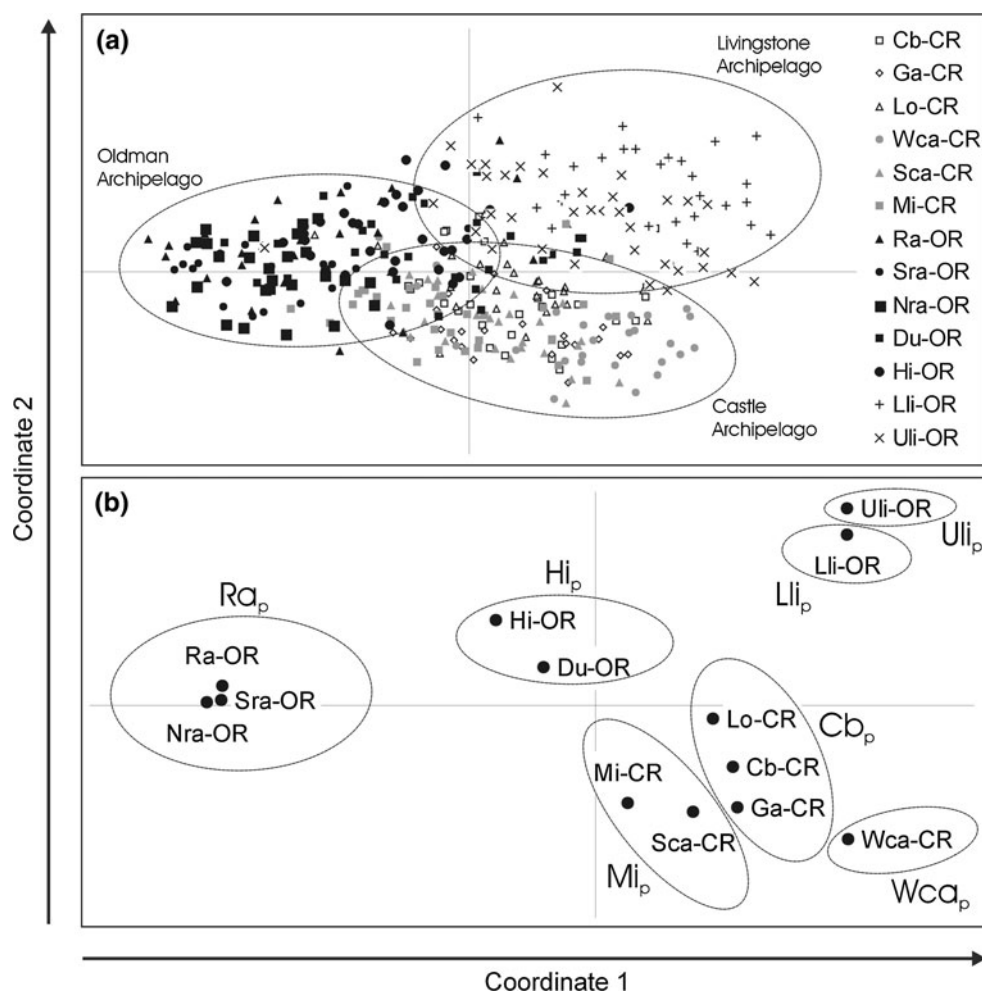 (a)
Livingstone
Archipelago
Oldman
Archipelago
Castle
Archipelago
Cb-CR
Ga-CR
Lo-CR
Wca-CR
Sca-CR
Mi-CR
Ra-OR
Sra-OR
Nra-OR
Du-OR
Hi-OR
Lli-OR
Uli-OR
Coordinate 2
(b)
Uli-OR
Ulip
Lli-OR
Llip
Hip
Hi-OR
Du-OR
Rap
Ra-OR
Sra-OR
Nra-OR
Lo-CR
Cbp
Cb-CR
Ga-CR
Mi-CR
Sca-CR
Mip
Wca-CR
Wcap
Coordinate 1